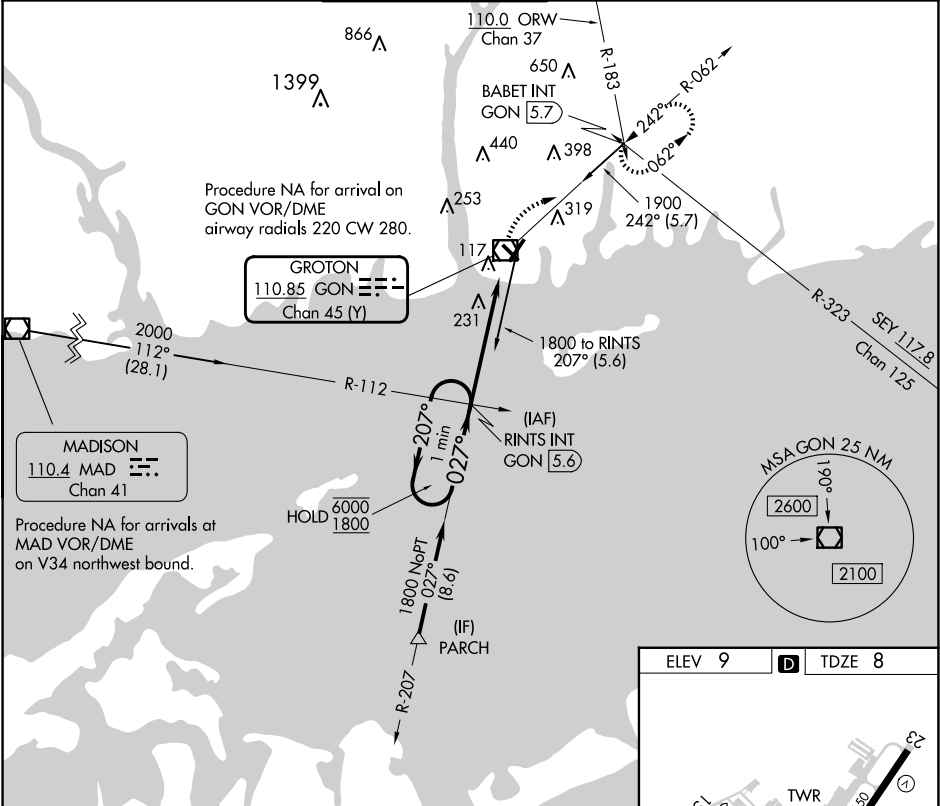 110.0 ORW
Chan 37
866
1399
650
R-183
R-062
BABET INT
GON 5.7
242°
062°
440
398
Procedure NA for arrival on
GON VOR/DME
airway radials 220 CW 280.
253
319
1900
242° (5.7)
117
GROTON
110.85 GON
Chan 45 (Y)
231
R-323
SEY 117.8
Chan 125
1800 to RINTS
207° (5.6)
2000
112°
(28.1)
R-112
(IAF)
RINTS INT
GON 5.6
207°
1 min
027°
MADISON
110.4 MAD
Chan 41
HOLD 6000
1800
Procedure NA for arrivals at
MAD VOR/DME
on V34 northwest bound.
MSA GON 25 NM
190°
2600
100°
2100
1800 NoPT
027°
(8.6)
(IF)
PARCH
R-207
ELEV 9
D
TDZE 8
23
V
TWR
50